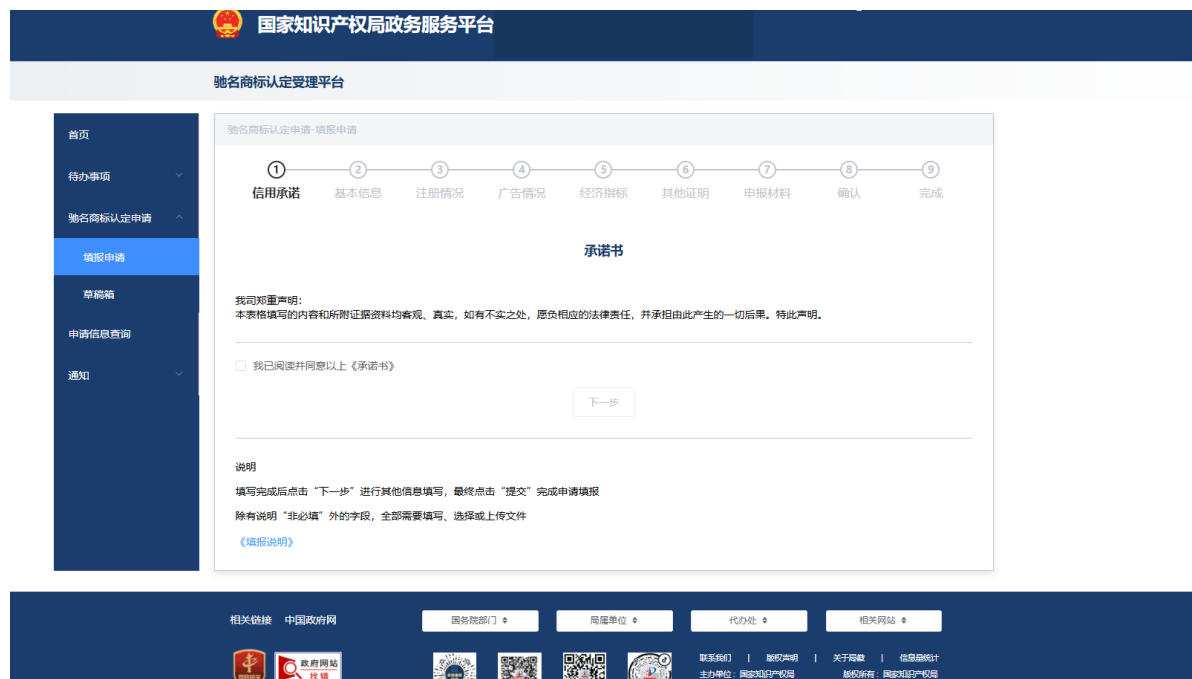 国家知识产权局政务服务平台
驰名商标认定受理平台
首页
待办事项
驰名商标认定申请
填报申请
草稿箱
申请信息查询
通知
驰名商标认定申请-填报申请
1 2 3 4 5 6 7 8 9
信用承诺 基本信息 注册情况 广告情况 经济指标 其他证明 申报材料 确认 完成
承诺书
我司郑重声明：
本表格填写的内容和所附证据资料均客观、真实，如有不实之处，愿负相应的法律责任，并承担由此产生的一切后果。特此声明。
我已阅读并同意以上《承诺书》
下一步
说明
填写完成后点击“下一步”进行其他信息填写，最终点击“提交”完成申请填报
除有说明“非必填”外的字段，全部需要填写、选择或上传文件
《填报说明》
相关链接 中国政府网 国务院部门 局属单位 代办处 相关网站
政府网站
找错
联系我们 | 版权声明 | 关于局徽 | 信息量统计
主办单位：国家知识产权局 版权所有：国家知识产权局